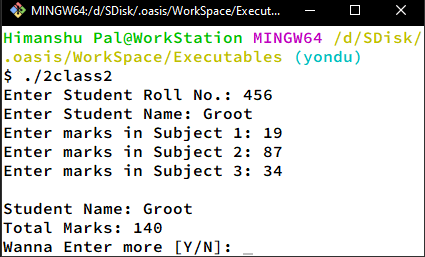 MINGW64:/d/SDisk/.oasis/WorkSpace/Execut...
Himanshu Pal@WorkStation MINGW64 /d/SDisk/
.oasis/WorkSpace/Executables (yondu)
$ ./2class2
Enter Student Roll No.: 456
Enter Student Name: Groot
Enter marks in Subject 1: 19
Enter marks in Subject 2: 87
Enter marks in Subject 3: 34
Student Name: Groot
Total Marks: 140
Wanna Enter more [Y/N]: _